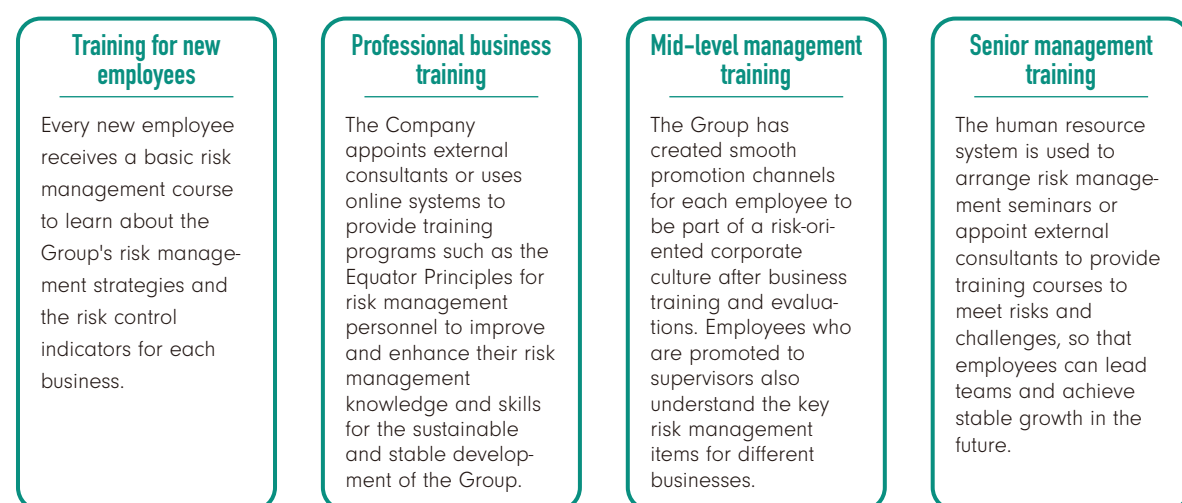 Training for new
employees
Every new employee
receives a basic risk
management course
to learn about the
Group's risk manage-
ment strategies and
the risk control
indicators for each
business.
Professional business
training
The Company
appoints external
consultants or uses
online systems to
provide training
programs such as the
Equator Principles for
risk management
personnel to improve
and enhance their risk
management
knowledge and skills
for the sustainable
and stable develop-
ment of the Group.
Mid-level management
training
The Group has
created smooth
promotion channels
for each employee to
be part of a risk-ori-
ented corporate
culture after business
training and evalua-
tions. Employees who
are promoted to
supervisors also
understand the key
risk management
items for different
businesses.
Senior management
training
The human resource
system is used to
arrange risk manage-
ment seminars or
appoint external
consultants to provide
training courses to
meet risks and
challenges, so that
employees can lead
teams and achieve
stable growth in the
future.